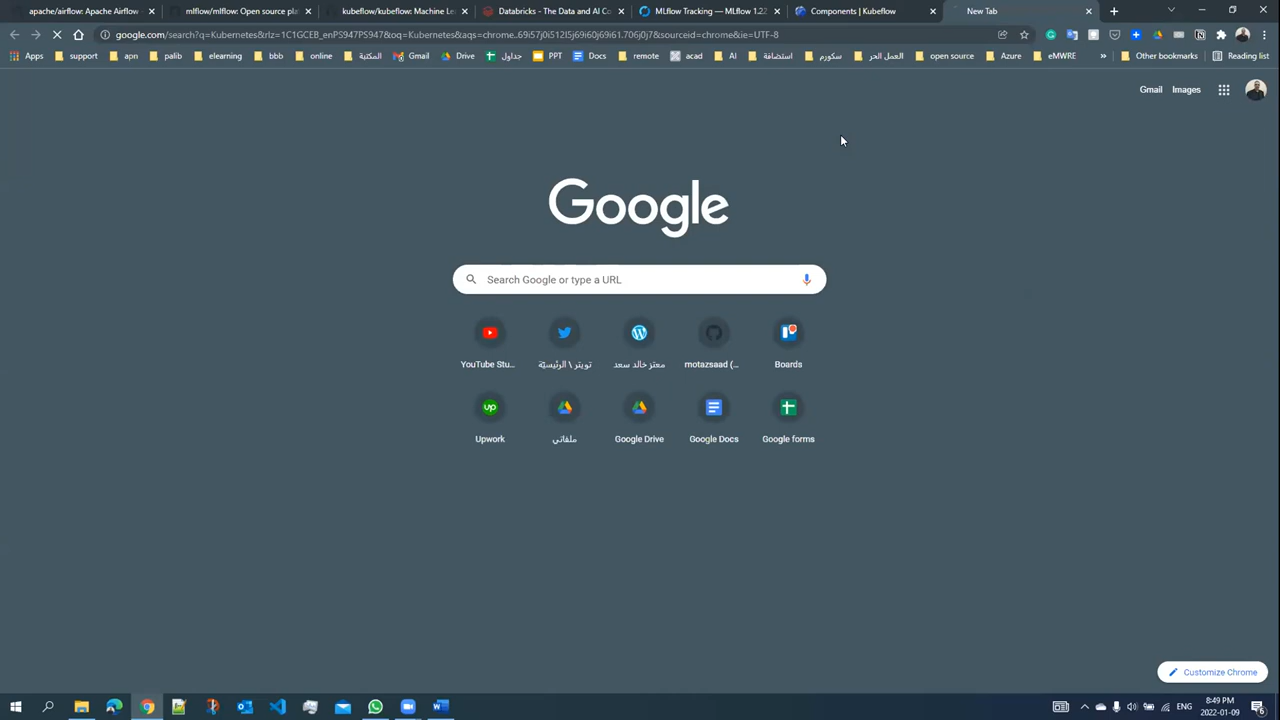 apache/airflow: Apache Airflow
mlflow/mlflow: Open source pla
kubeflow/kubeflow: Machine Lea
Databricks - The Data and AI Co
MLflow Tracking — MLflow 1.22
Components | Kubeflow
New Tab
google.com/search?q=Kubernetes&rlz=1C1GCEB_enPS947PS947&oq=Kubernetes&aqs=chrome..69i57j0i512l5j69i60j69i61.706j0j7&sourceid=chrome&ie=UTF-8
Apps support apn palib elearning bbb online المكتبة Gmail Drive جداول PPT Docs remote acad AI استضافة سكورم العمل الحر open source Azure eMWRE » Other bookmarks Reading list
Gmail Images
Google
Search Google or type a URL
YouTube Stu... تويتر \ الرئيسيّة معتز خالد سعد motazsaad (... Boards
Upwork ملفاتي Google Drive Google Docs Google forms
Customize Chrome
ENG
8:49 PM
2022-01-09
6